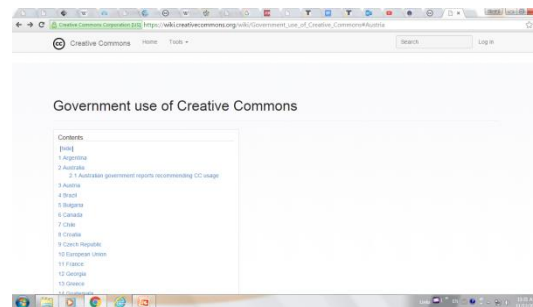 Creative Commons Corporation [US] https://wiki.creativecommons.org/wiki/Government_use_of_Creative_Commons#Austria
cc Creative Commons Home Tools Search Log in
Government use of Creative Commons
Contents
[hide]
1 Argentina
2 Australia
2.1 Australian government reports recommending CC usage
3 Austria
4 Brazil
5 Bulgaria
6 Canada
7 Chile
8 Croatia
9 Czech Republic
10 European Union
11 France
12 Georgia
13 Greece
14 Guatemala